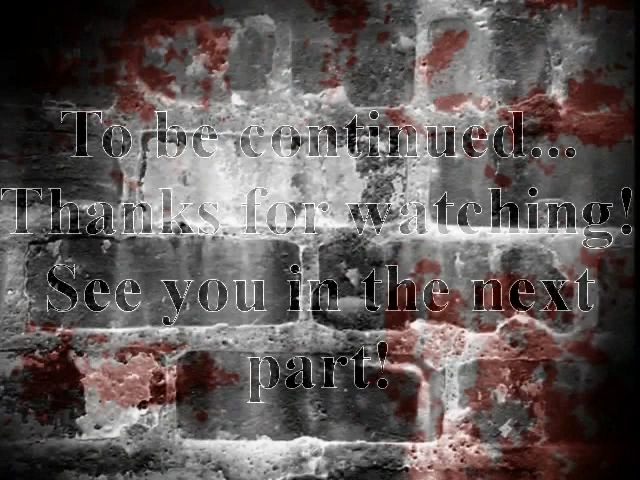 To be continued...
Thanks for watching!
See you in the next
part!